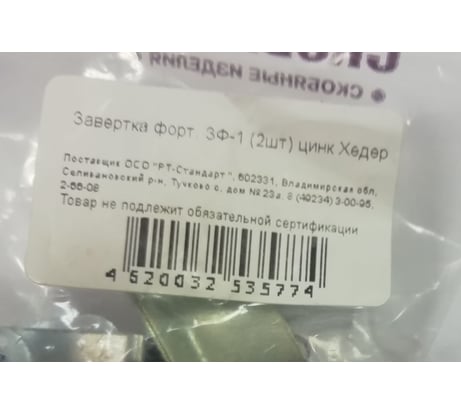 СКОБЯНЫЕ ИЗДЕЛИЯ
Завертка форт. ЗФ-1 (2шт) цинк Хедер
Поставщик ООО "РТ-Стандарт", 602331, Владимирская обл,
Селивановский р-н, Тучково с, дом № 23а, 8 (49234) 3-00-95,
2-66-08
Товар не подлежит обязательной сертификации
4 620032 535774